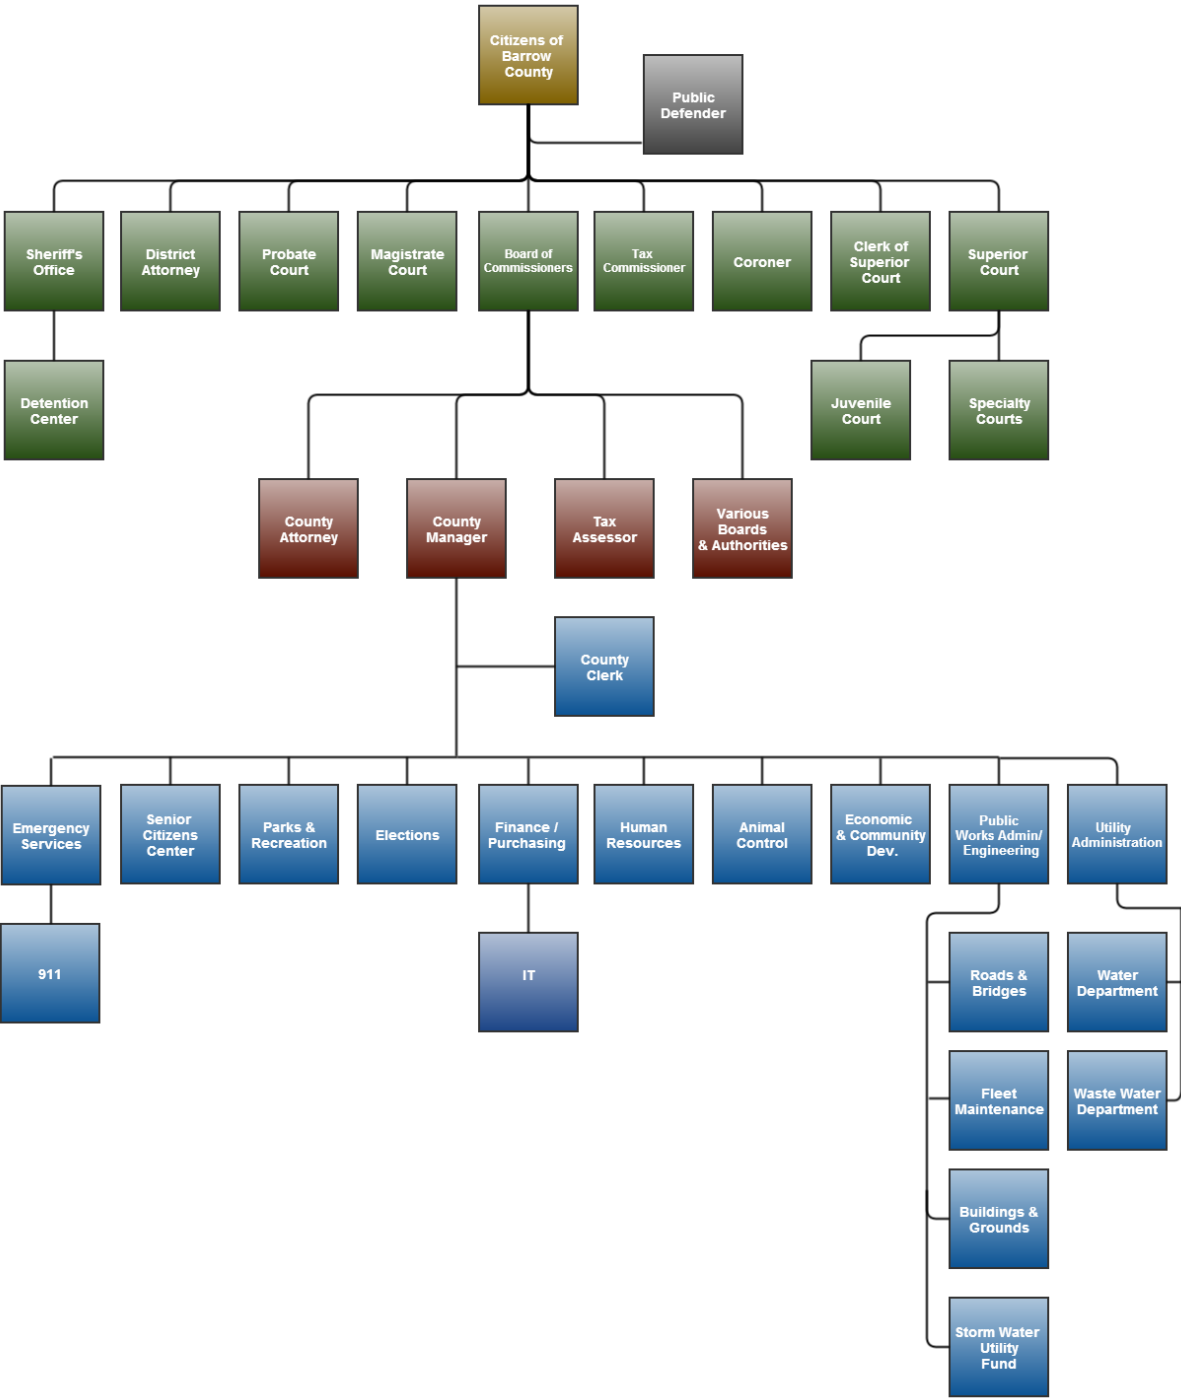 Citizens of
Barrow
County
Public
Defender
Sheriff's
Office
District
Attorney
Probate
Court
Magistrate
Court
Board of
Commissioners
Tax
Commissioner
Coroner
Clerk of
Superior
Court
Superior
Court
Detention
Center
Juvenile
Court
Specialty
Courts
County
Attorney
County
Manager
Tax
Assessor
Various
Boards
& Authorities
County
Clerk
Emergency
Services
Senior
Citizens
Center
Parks &
Recreation
Elections
Finance /
Purchasing
Human
Resources
Animal
Control
Economic
& Community
Dev.
Public
Works Admin/
Engineering
Utility
Administration
911
IT
Roads &
Bridges
Water
Department
Fleet
Maintenance
Waste Water
Department
Buildings &
Grounds
Storm Water
Utility
Fund